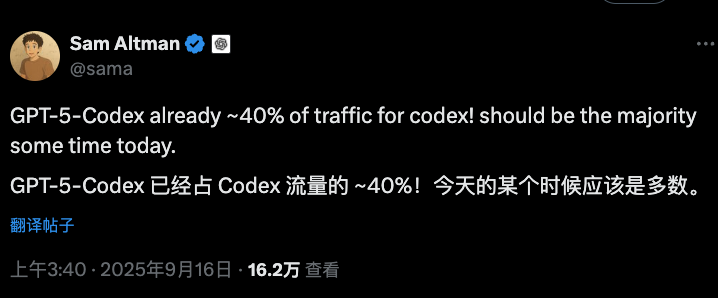 Sam Altman
@sama
GPT-5-Codex already ~40% of traffic for codex! should be the majority
some time today.
GPT-5-Codex 已经占 Codex 流量的 ~40%！今天的某个时候应该是多数。
翻译帖子
上午3:40 · 2025年9月16日 · 16.2万 查看